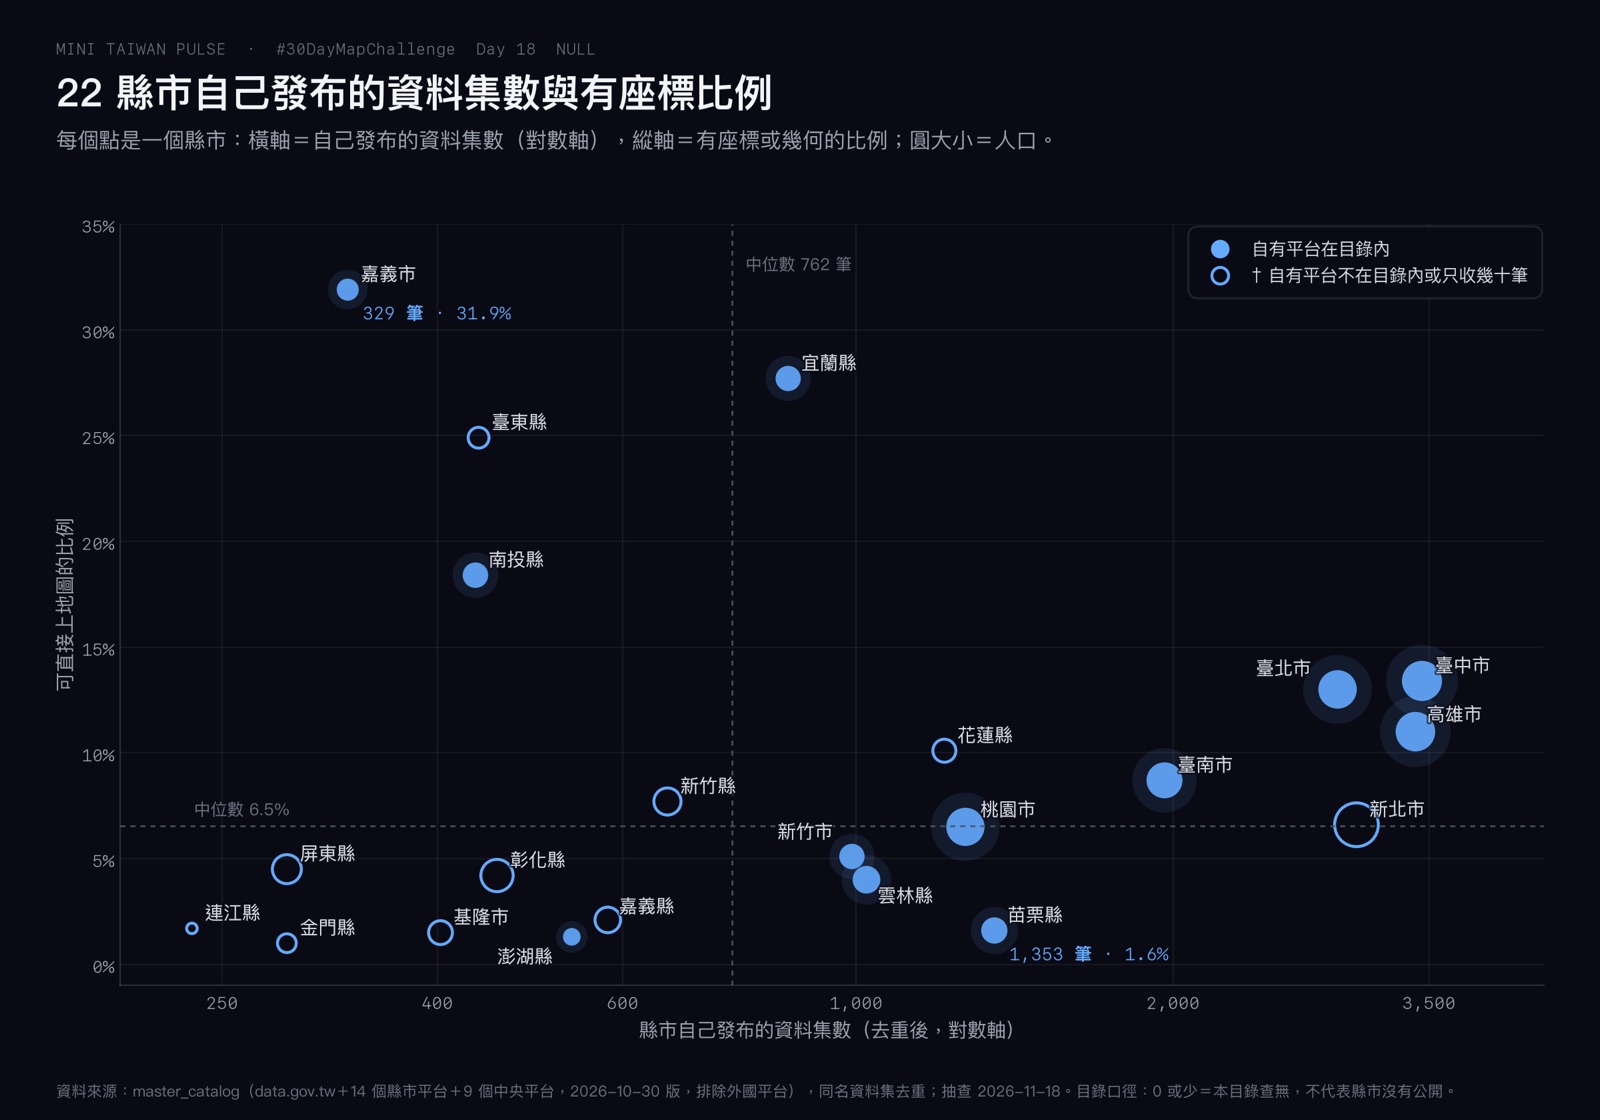 MINI TAIWAN PULSE · #30DayMapChallenge Day 18 NULL
22 縣市自己發布的資料集數與有座標比例
每個點是一個縣市：橫軸＝自己發布的資料集數（對數軸），縱軸＝有座標或幾何的比例；圓大小＝人口。
35%
中位數 762 筆
自有平台在目錄內
† 自有平台不在目錄內或只收幾十筆
嘉義市
329 筆 · 31.9%
30%
宜蘭縣
臺東縣
25%
南投縣
20%
可直接上地圖的比例
15%
臺北市
臺中市
高雄市
花蓮縣
10%
臺南市
新竹縣
中位數 6.5%
桃園市
新北市
新竹市
5%
屏東縣
彰化縣
雲林縣
連江縣
金門縣
基隆市
嘉義縣
澎湖縣
苗栗縣
1,353 筆 · 1.6%
0%
250
400
600
1,000
2,000
3,500
縣市自己發布的資料集數（去重後，對數軸）
資料來源：master_catalog（data.gov.tw＋14 個縣市平台＋9 個中央平台，2026-10-30 版，排除外國平台），同名資料集去重；抽查 2026-11-18。目錄口徑：0 或少＝本目錄查無，不代表縣市沒有公開。